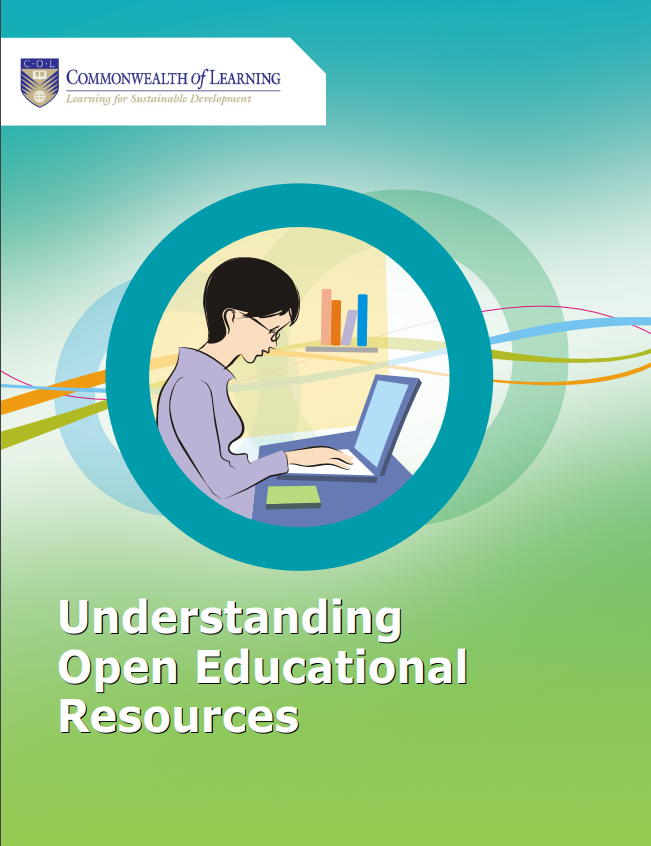 C·O·L
COMMONWEALTH of LEARNING
Learning for Sustainable Development
Understanding
Open Educational
Resources